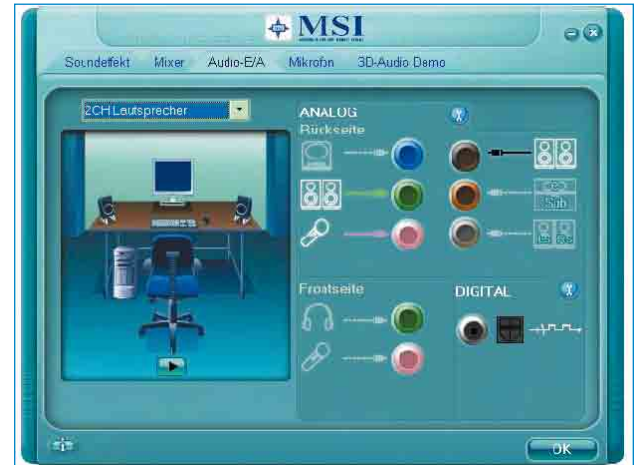 MSI
Soundeffekt Mixer Audio-E/A Mikrofon 3D-Audio Demo
2CH Lautsprecher
ANALOG
Rückseite
Sub
Frontseite
DIGITAL
OK